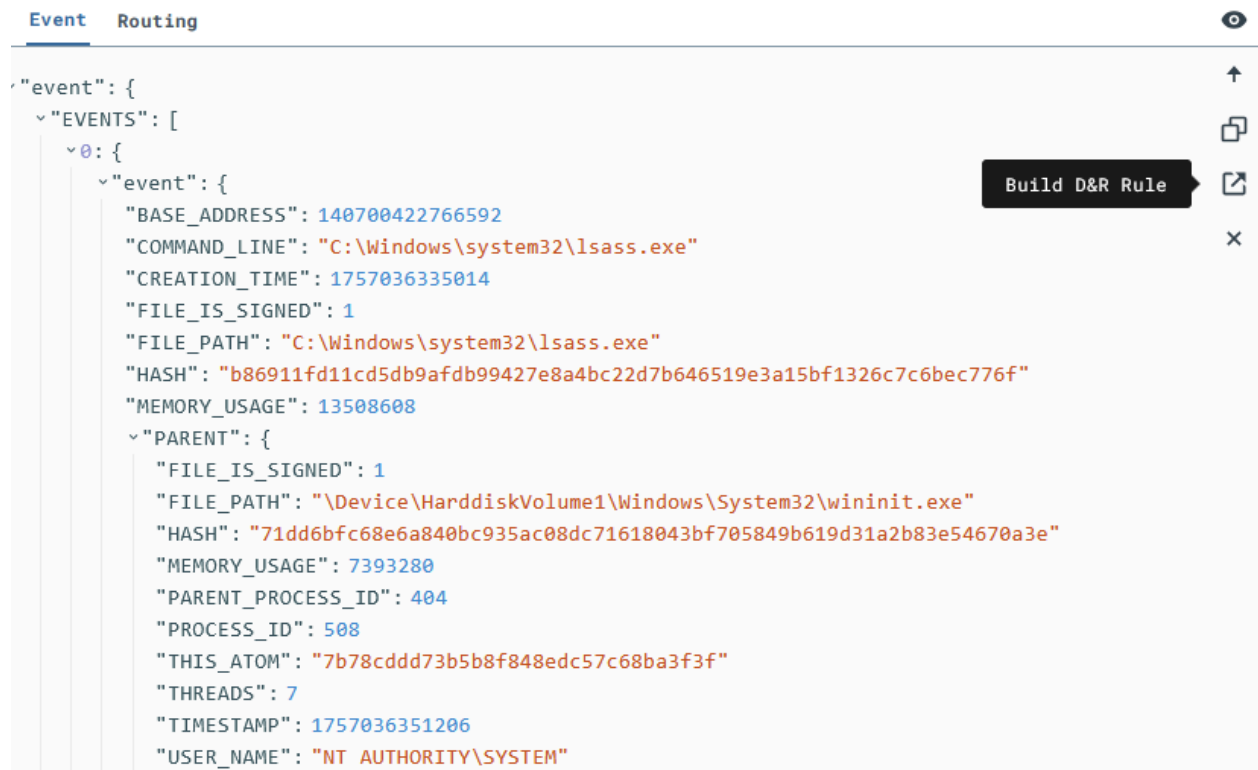 Event Routing
"event": {
"EVENTS": [
0: {
"event": {
Build D&R Rule
"BASE_ADDRESS": 140700422766592
"COMMAND_LINE": "C:\Windows\system32\lsass.exe"
"CREATION_TIME": 1757036335014
"FILE_IS_SIGNED": 1
"FILE_PATH": "C:\Windows\system32\lsass.exe"
"HASH": "b86911fd11cd5db9afdb99427e8a4bc22d7b646519e3a15bf1326c7c6bec776f"
"MEMORY_USAGE": 13508608
"PARENT": {
"FILE_IS_SIGNED": 1
"FILE_PATH": "\Device\HarddiskVolume1\Windows\System32\wininit.exe"
"HASH": "71dd6bfc68e6a840bc935ac08dc71618043bf705849b619d31a2b83e54670a3e"
"MEMORY_USAGE": 7393280
"PARENT_PROCESS_ID": 404
"PROCESS_ID": 508
"THIS_ATOM": "7b78cddd73b5b8f848edc57c68ba3f3f"
"THREADS": 7
"TIMESTAMP": 1757036351206
"USER_NAME": "NT AUTHORITY\SYSTEM"